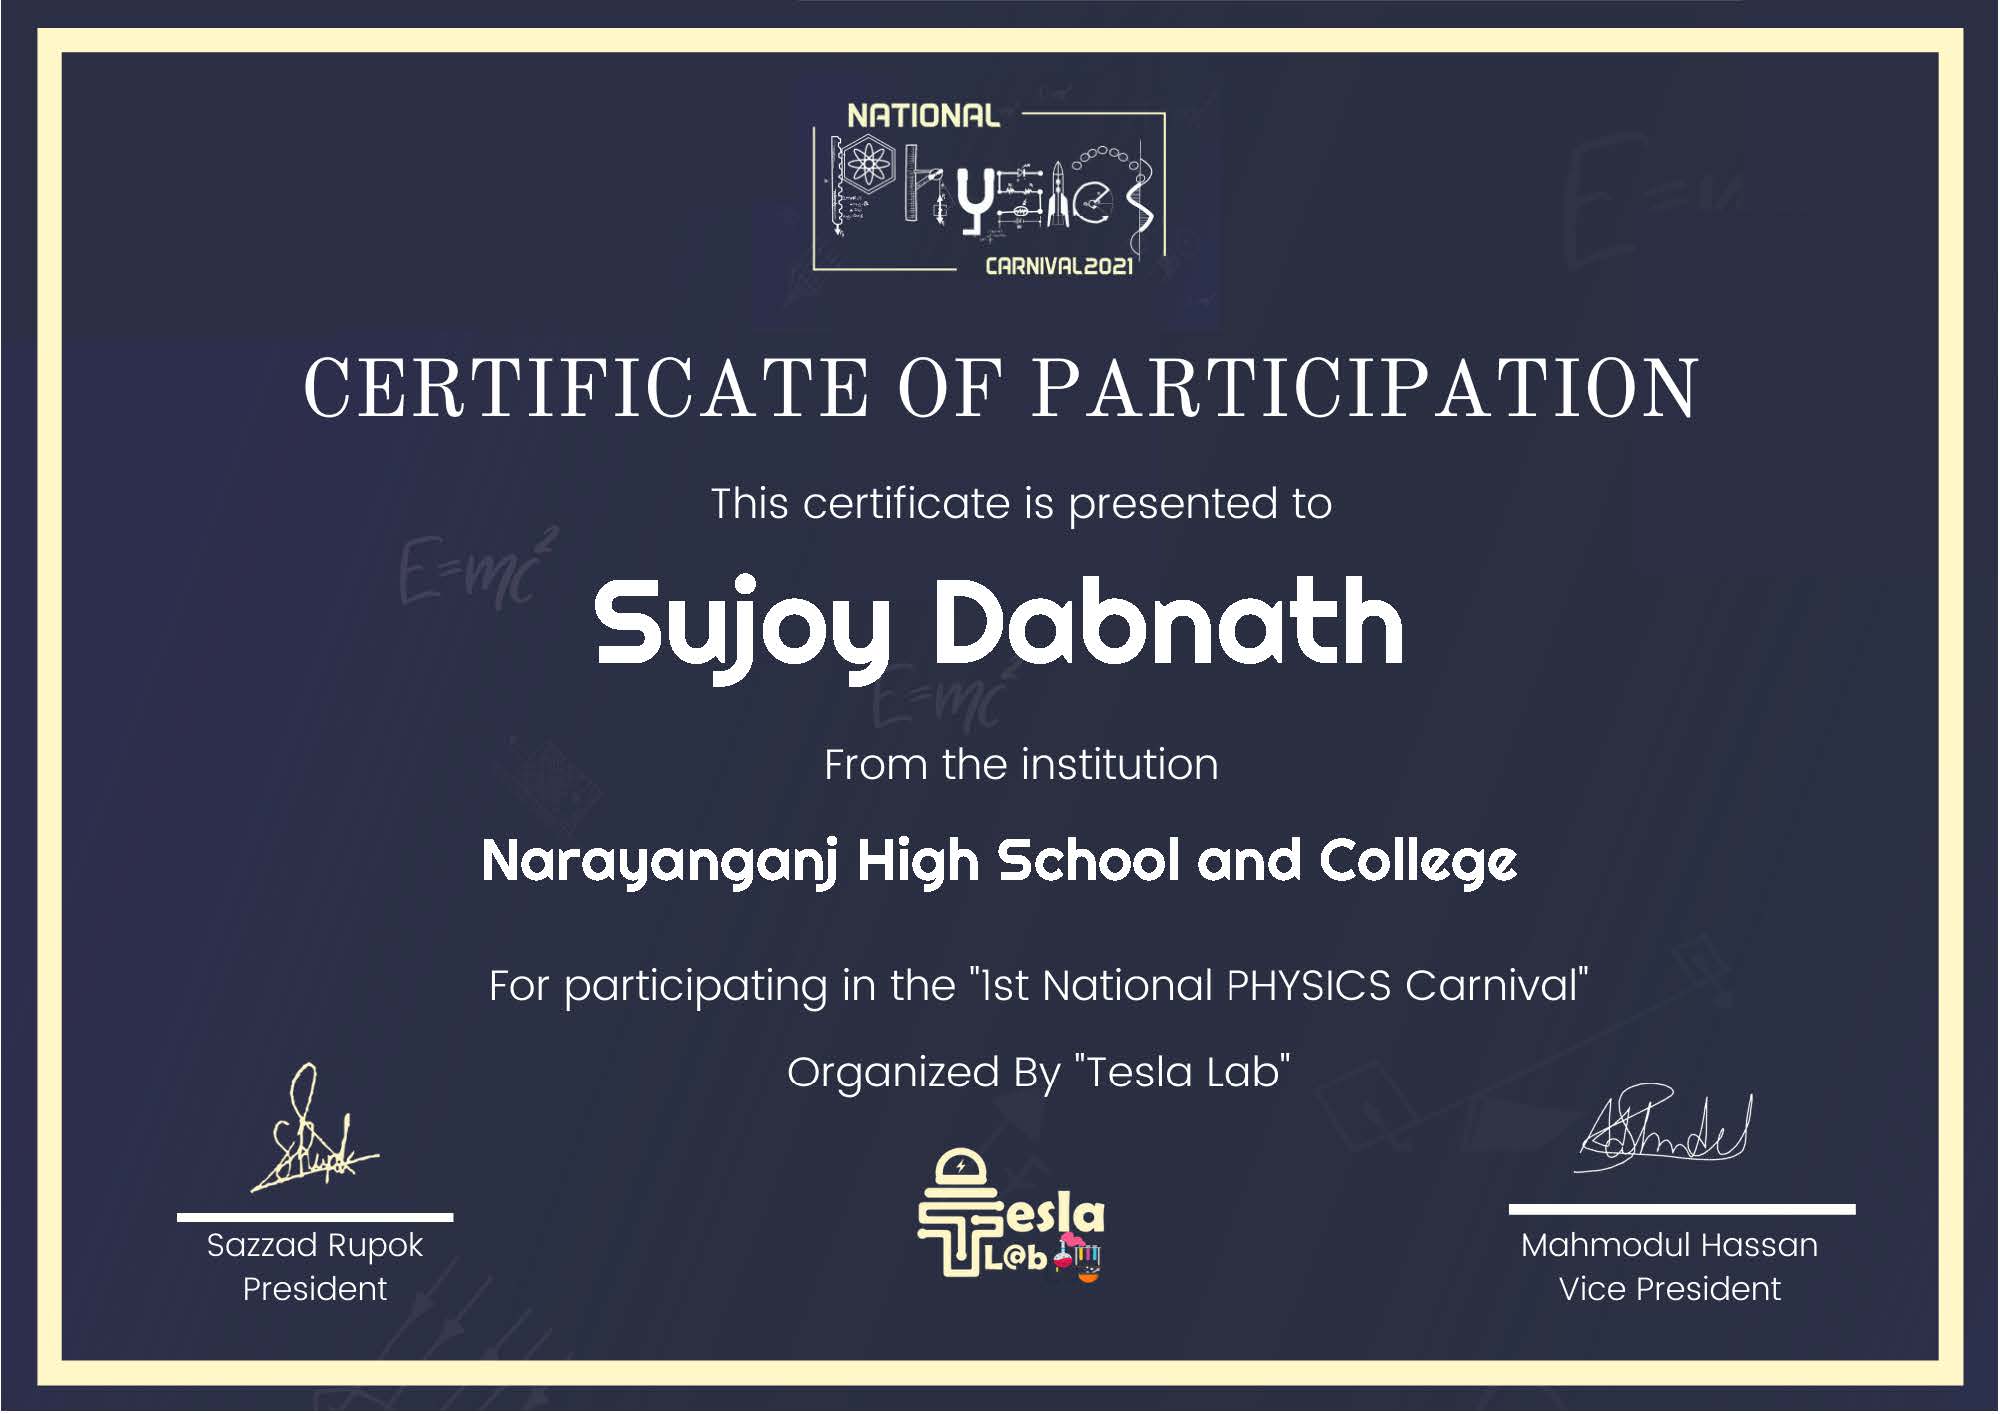 NATIONAL
PHYSICS
CARNIVAL2021
E=m
CERTIFICATE OF PARTICIPATION
This certificate is presented to
E=mc²
Sujoy Dabnath
E=mc²
From the institution
Narayanganj High School and College
For participating in the "1st National PHYSICS Carnival"
Organized By "Tesla Lab"
Tesla
L@b
Sazzad Rupok
President
Mahmodul Hassan
Vice President